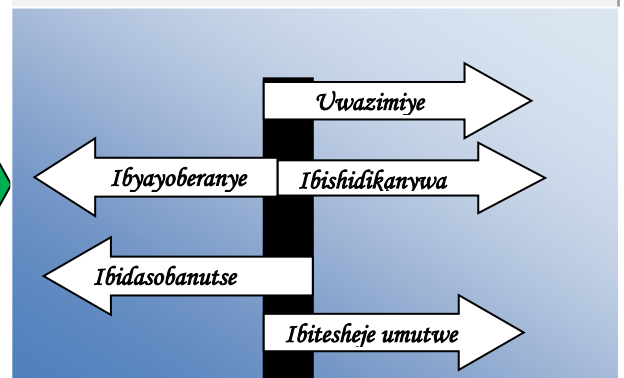 Uwazimiye
Ibyayoberanye
Ibishidikanywa
Ibidasobanutse
Ibitesheje umutwe